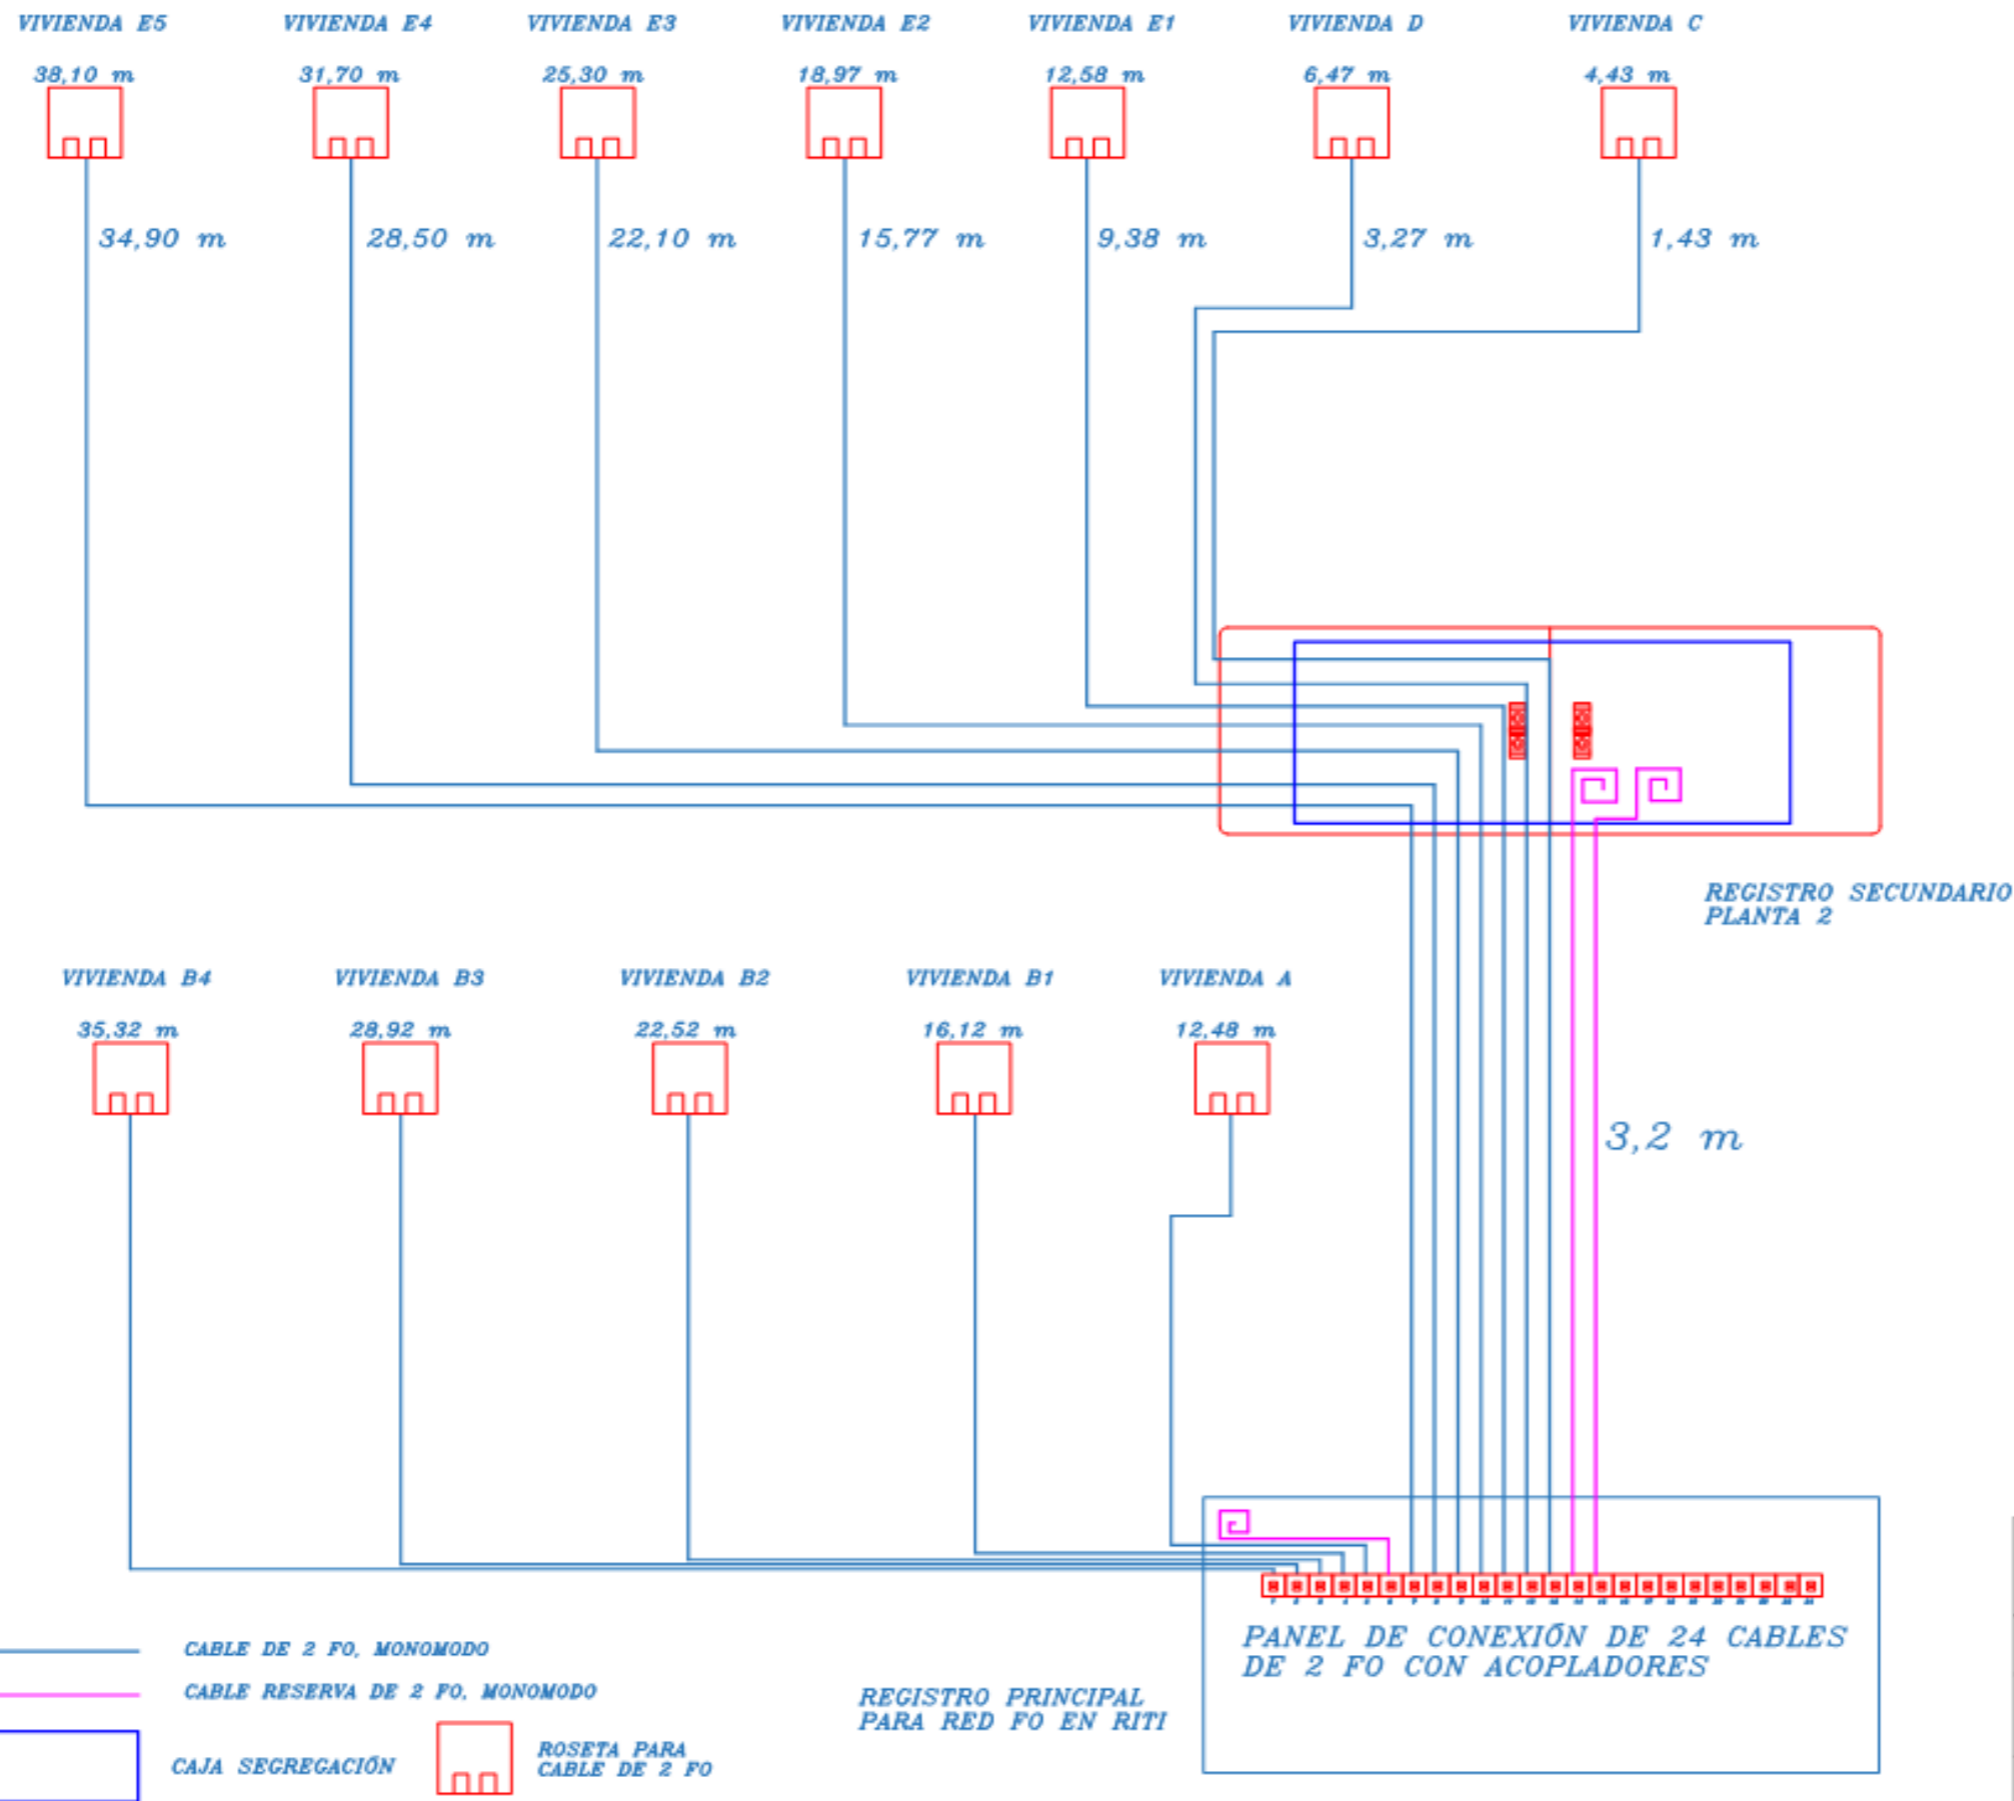 VIVIENDA E5
VIVIENDA E4
VIVIENDA E3
VIVIENDA E2
VIVIENDA E1
VIVIENDA D
VIVIENDA C
38,10 m
31,70 m
25,30 m
18,97 m
12,58 m
6,47 m
4,43 m
34,90 m
28,50 m
22,10 m
15,77 m
9,38 m
3,27 m
1,43 m
REGISTRO SECUNDARIO
PLANTA 2
VIVIENDA B4
VIVIENDA B3
VIVIENDA B2
VIVIENDA B1
VIVIENDA A
35,32 m
28,92 m
22,52 m
16,12 m
12,48 m
3,2 m
PANEL DE CONEXIÓN DE 24 CABLES
DE 2 FO CON ACOPLADORES
REGISTRO PRINCIPAL
PARA RED FO EN RITI
CABLE DE 2 FO, MONOMODO
CABLE RESERVA DE 2 FO, MONOMODO
CAJA SEGREGACIÓN
ROSETA PARA
CABLE DE 2 FO